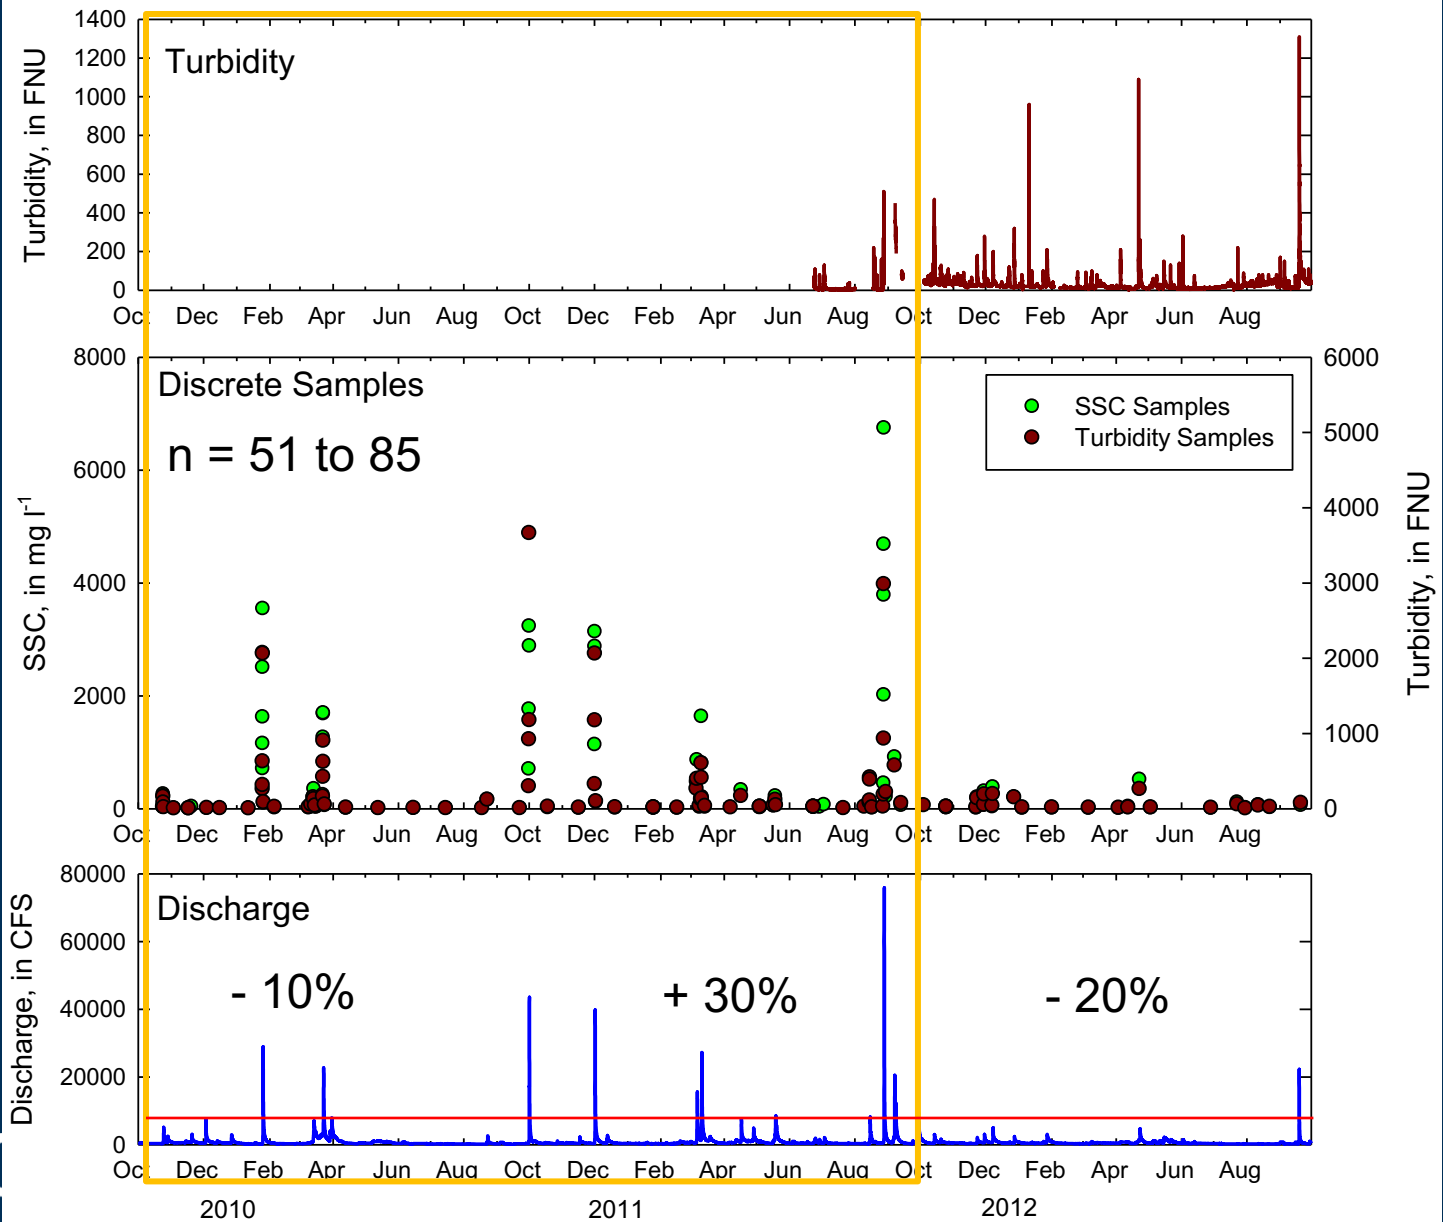 Turbidity
Turbidity, in FNU
1400
1200
1000
800
600
400
200
0
Oct Dec Feb Apr Jun Aug Oct Dec Feb Apr Jun Aug Oct Dec Feb Apr Jun Aug
Discrete Samples
n = 51 to 85
SSC Samples
Turbidity Samples
SSC, in mg l-1
8000
6000
4000
2000
0
Turbidity, in FNU
6000
5000
4000
3000
2000
1000
0
Oct Dec Feb Apr Jun Aug Oct Dec Feb Apr Jun Aug Oct Dec Feb Apr Jun Aug
Discharge
- 10% + 30% - 20%
Discharge, in CFS
80000
60000
40000
20000
0
Oct Dec Feb Apr Jun Aug Oct Dec Feb Apr Jun Aug Oct Dec Feb Apr Jun Aug
2010 2011 2012